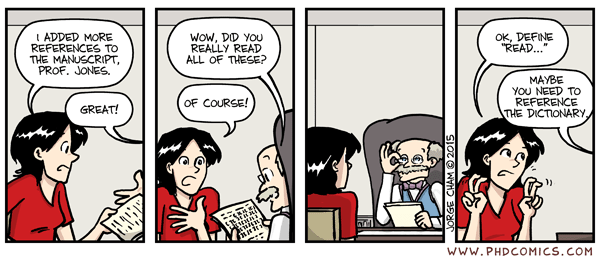 I ADDED MORE
REFERENCES TO
THE MANUSCRIPT,
PROF. JONES.
GREAT!
WOW, DID YOU
REALLY READ
ALL OF THESE?
OF COURSE!
JORGE CHAM © 2015
OK, DEFINE
"READ..."
MAYBE
YOU NEED TO
REFERENCE
THE DICTIONARY.
WWW.PHDCOMICS.COM